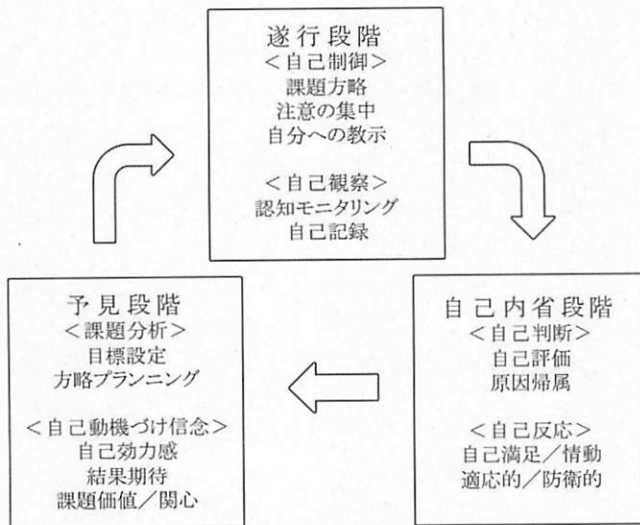 遂行段階
<自己制御>
課題方略
注意の集中
自分への教示
<自己観察>
認知モニタリング
自己記録
予見段階
<課題分析>
目標設定
方略プランニング
<自己動機づけ信念>
自己効力感
結果期待
課題価値/関心
自己内省段階
<自己判断>
自己評価
原因帰属
<自己反応>
自己満足/情動
適応的/防衛的